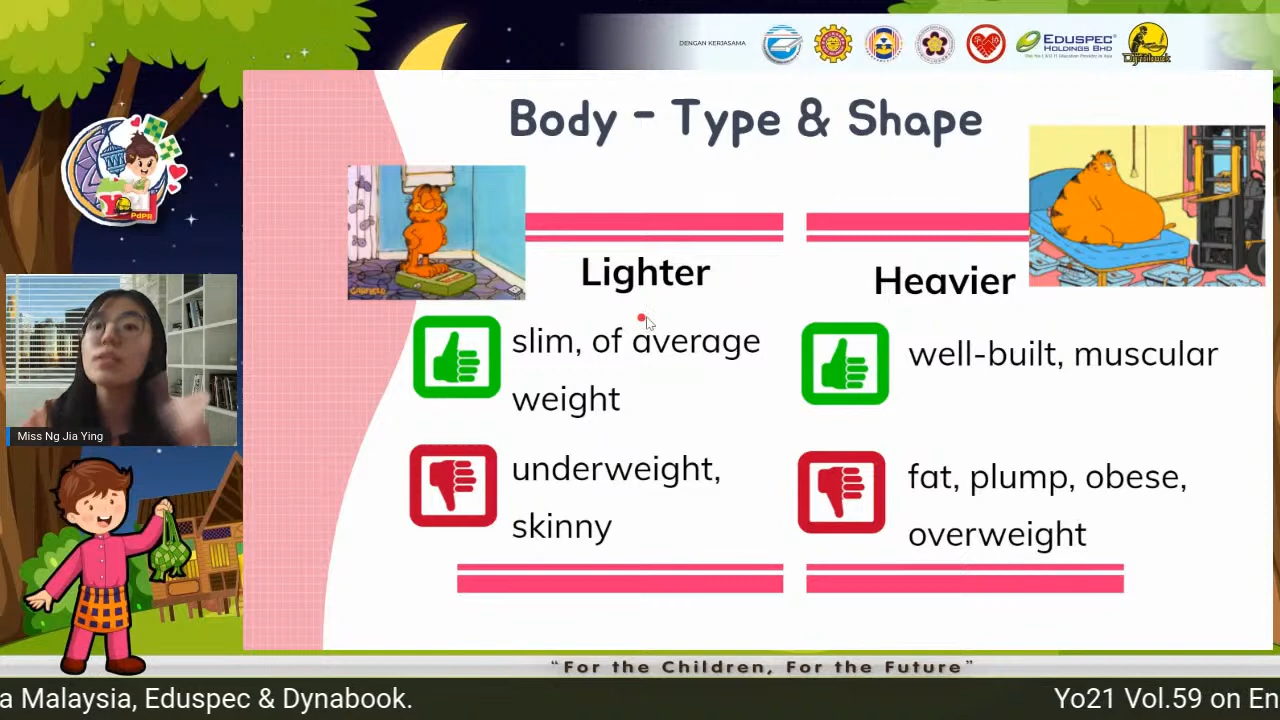 DENGAN KERJASAMA
EDUSPEC
HOLDINGS BHD
Dynabook
Body - Type & Shape
GARFIELD
Lighter
Heavier
slim, of average
weight
well-built, muscular
underweight,
skinny
fat, plump, obese,
overweight
PdPR
Miss Ng Jia Ying
"For the Children, For the Future"
a Malaysia, Eduspec & Dynabook.
Yo21 Vol.59 on En